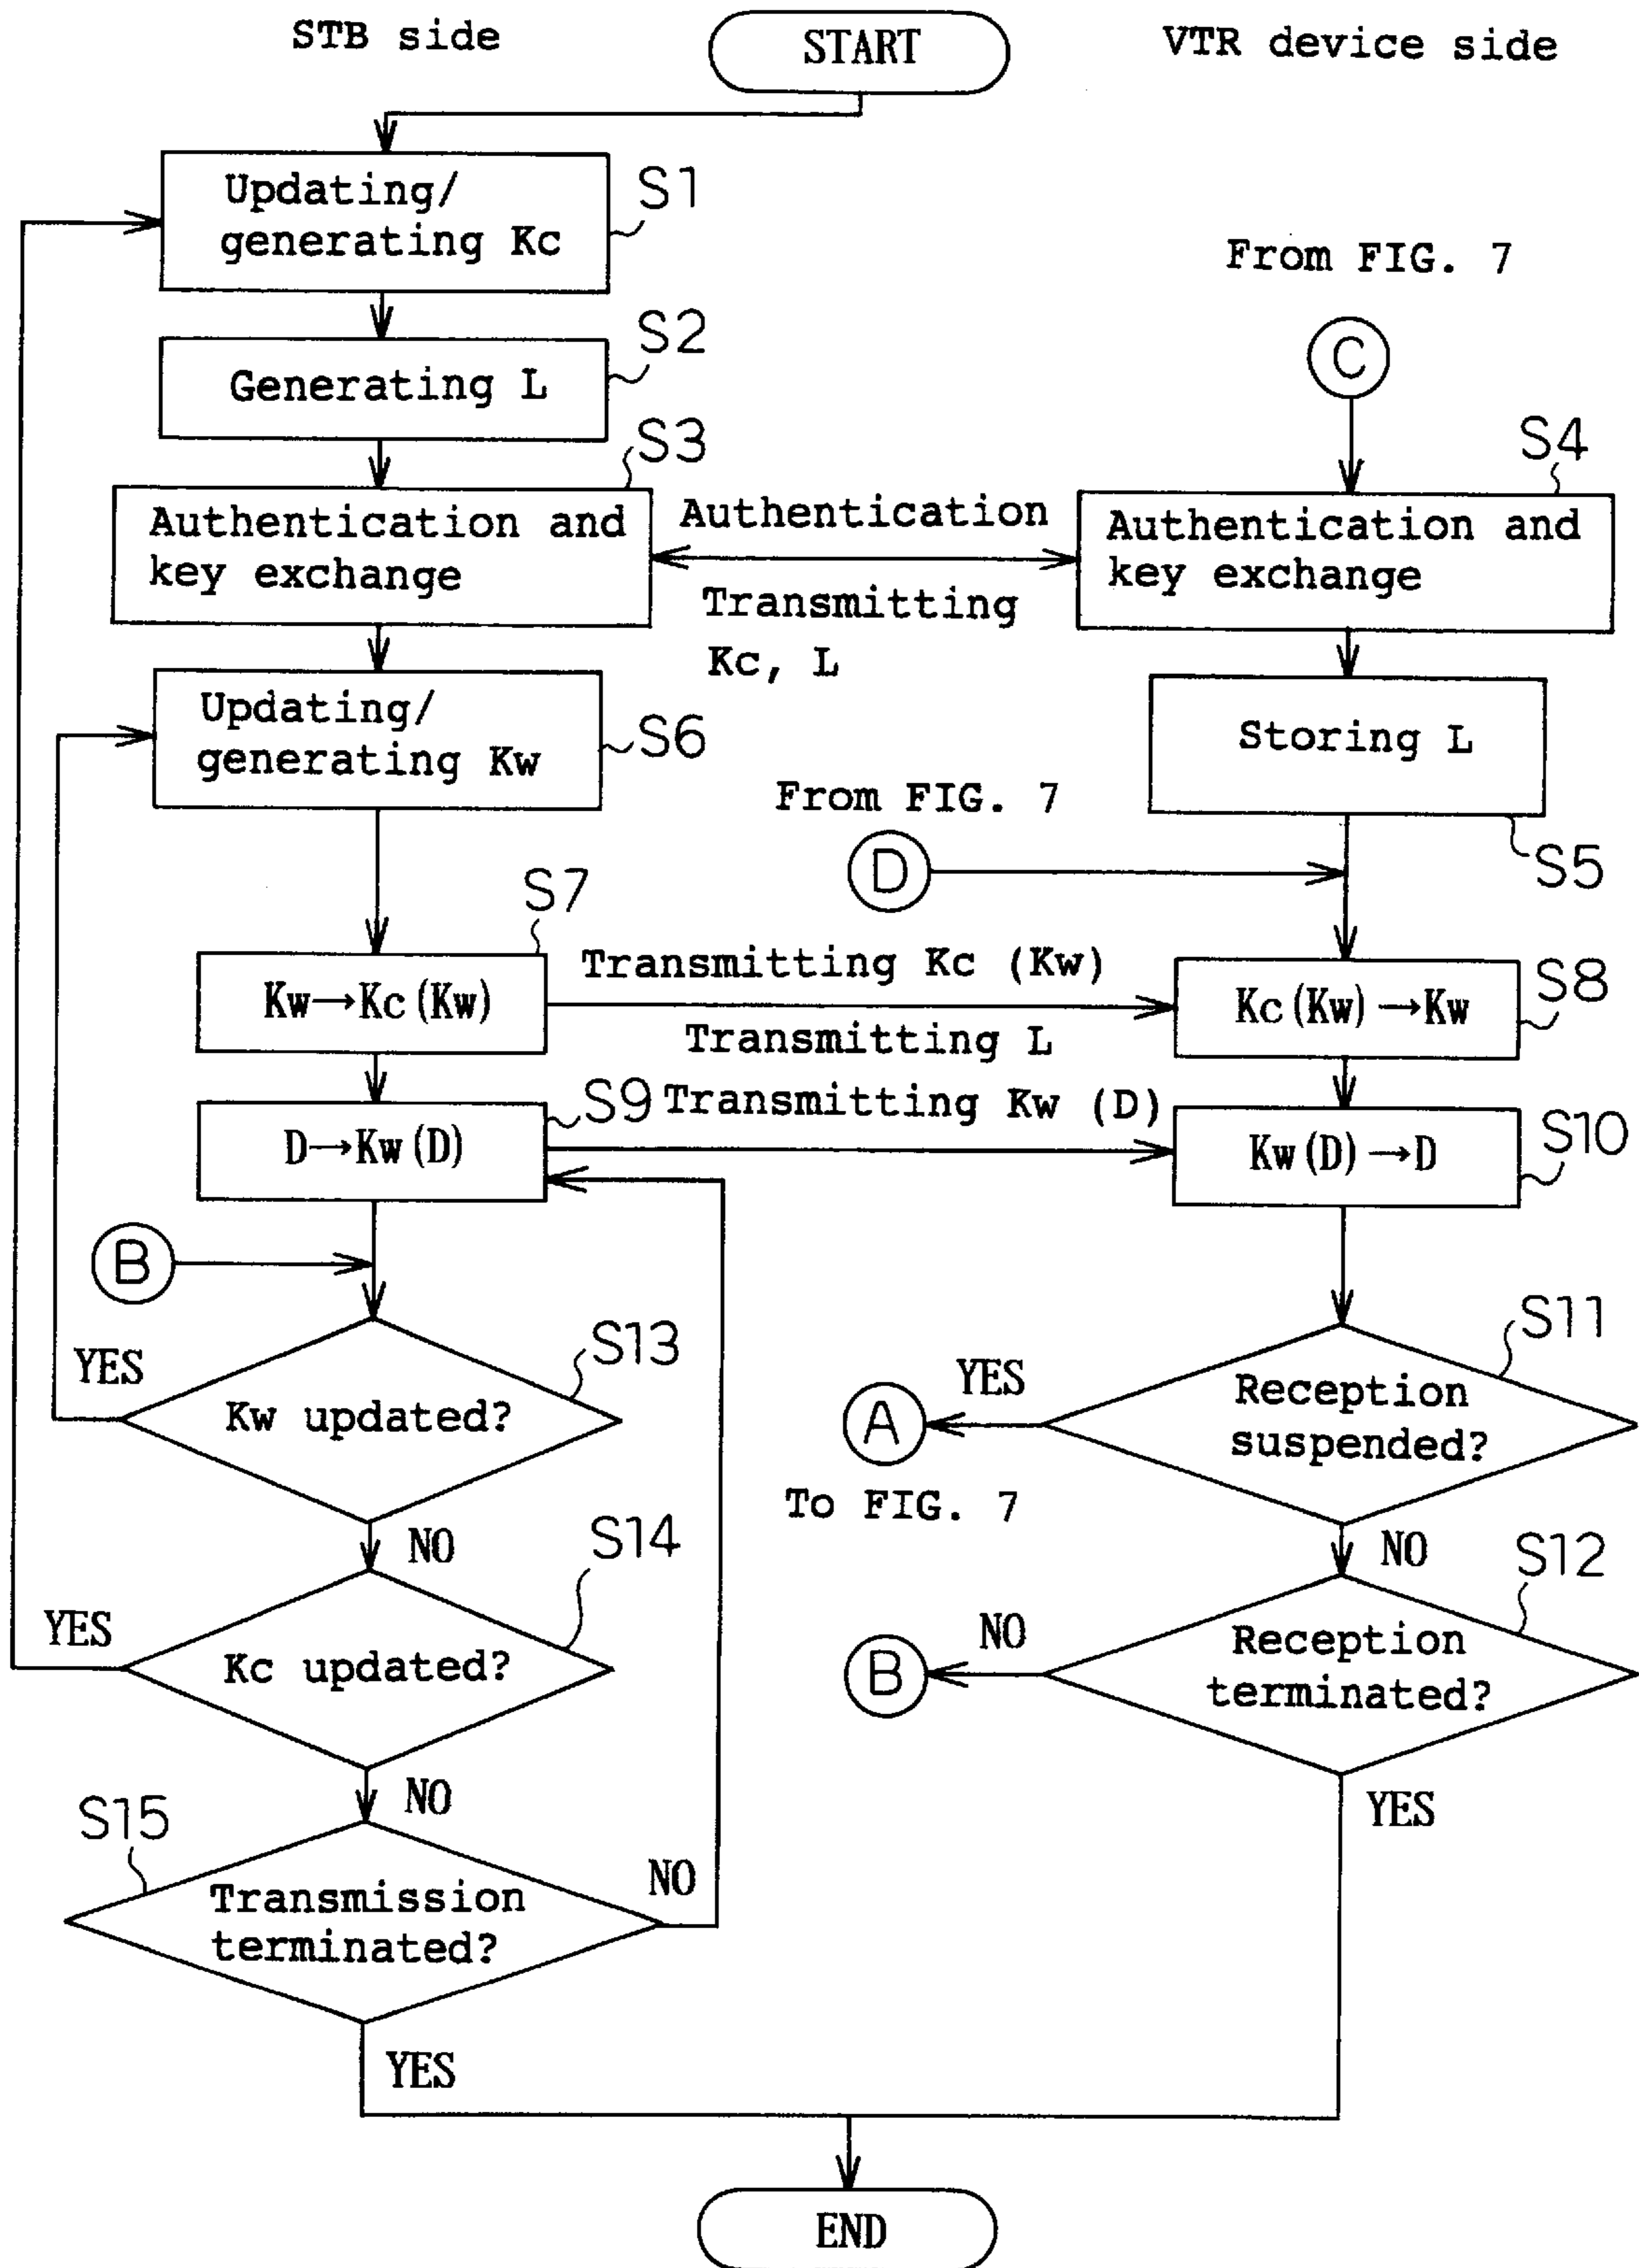 STB side
START
VTR device side
Updating/
generating Kc
S1
From FIG. 7
Generating L
S2
C
S3
S4
Authentication and
key exchange
Authentication
Transmitting
Kc, L
Authentication and
key exchange
Updating/
generating Kw
S6
Storing L
S5
From FIG. 7
D
S7
Kw→Kc(Kw)
Transmitting Kc (Kw)
Transmitting L
Kc(Kw)→Kw
S8
S9
D→Kw(D)
Transmitting Kw (D)
Kw(D)→D
S10
B
S13
YES
Kw updated?
NO
S11
YES
A
To FIG. 7
Reception
suspended?
NO
S14
YES
Kc updated?
NO
S12
NO
B
Reception
terminated?
YES
S15
NO
Transmission
terminated?
YES
END